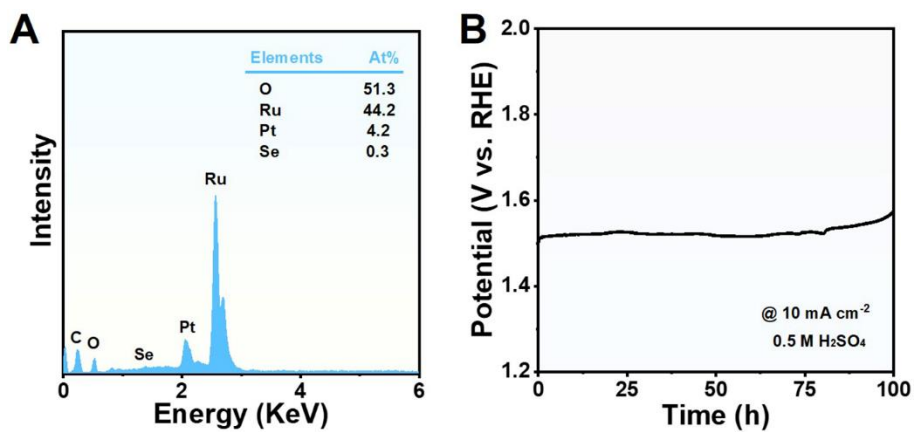 A
Elements At%
O 51.3
Ru 44.2
Pt 4.2
Se 0.3
Ru
Pt
C
O
Se
Intensity
0 2 4 6
Energy (KeV)
B
2.0
1.8
1.6
1.4
1.2
Potential (V vs. RHE)
@ 10 mA cm⁻²
0.5 M H₂SO₄
0 25 50 75 100
Time (h)